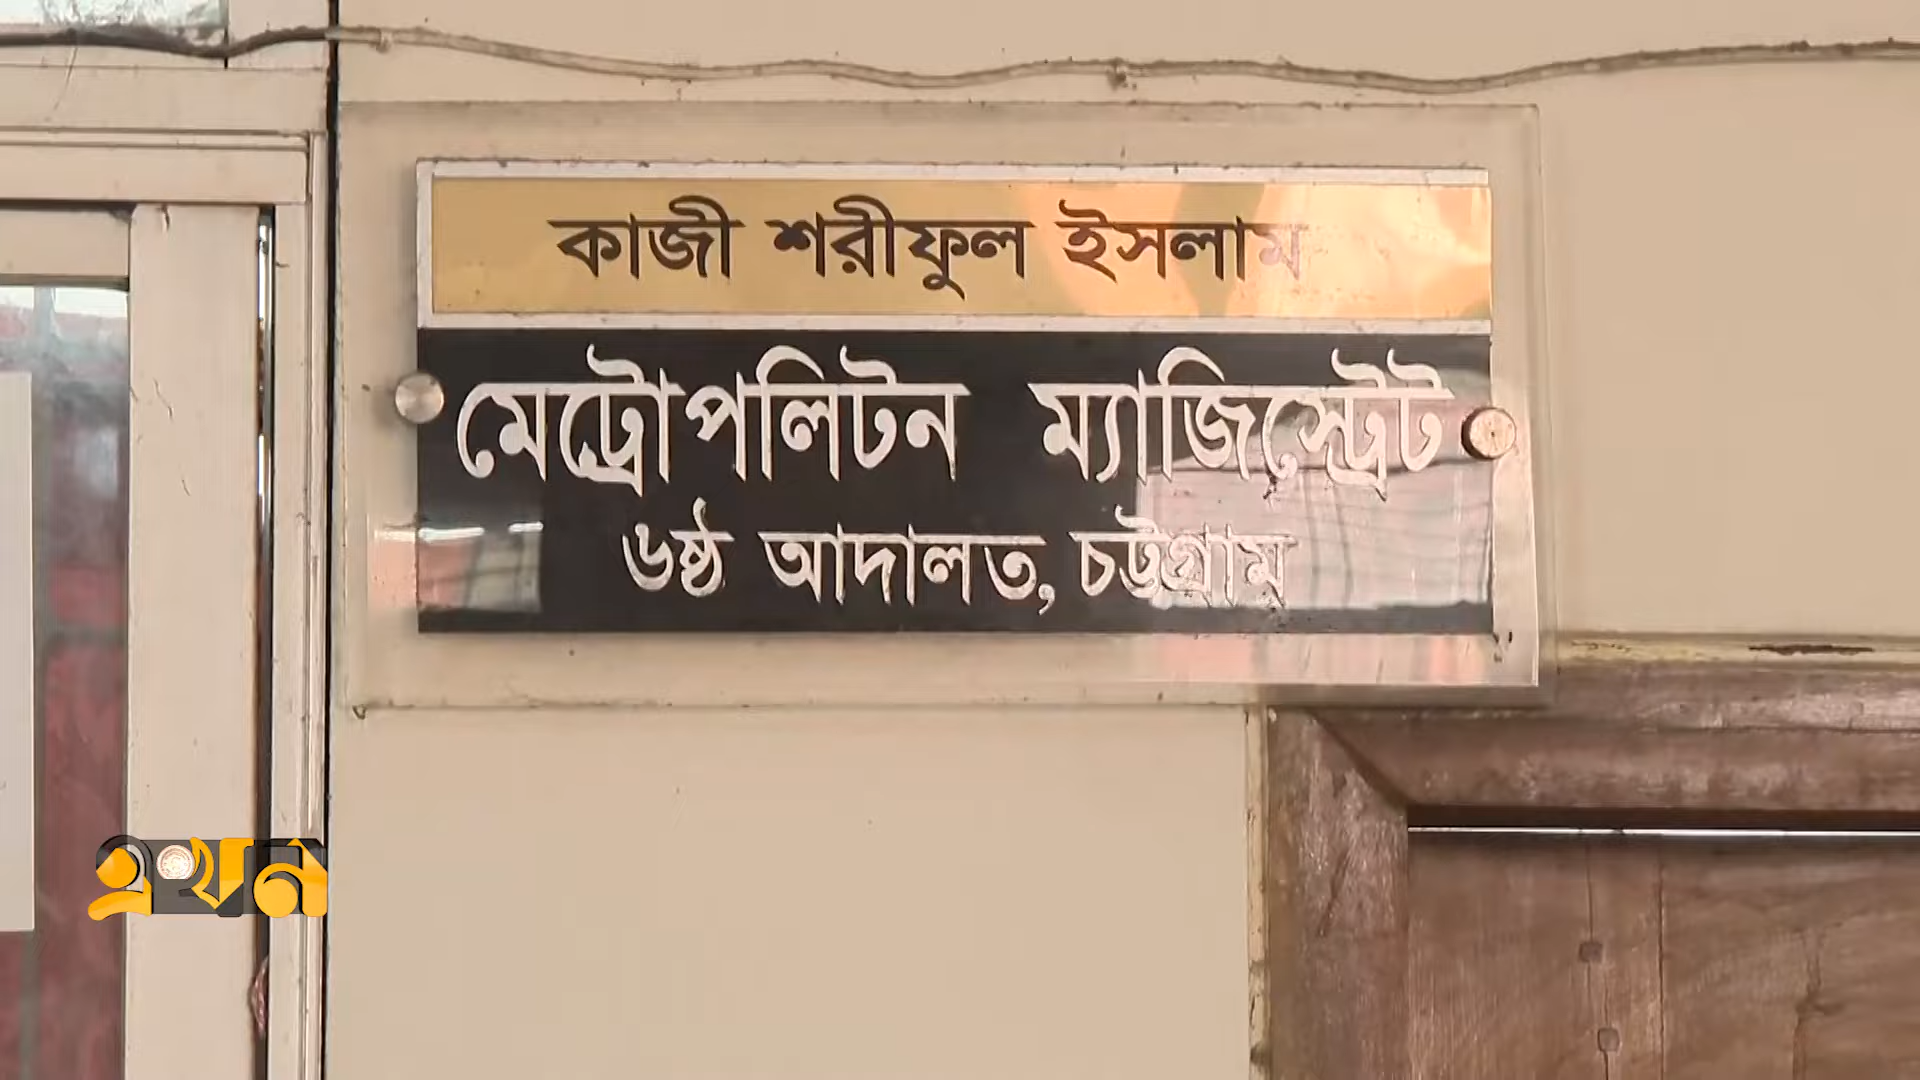 কাজী শরীফুল ইসলাম
মেট্রোপলিটন ম্যাজিস্ট্রেট
৬ষ্ঠ আদালত, চট্টগ্রাম
এখন